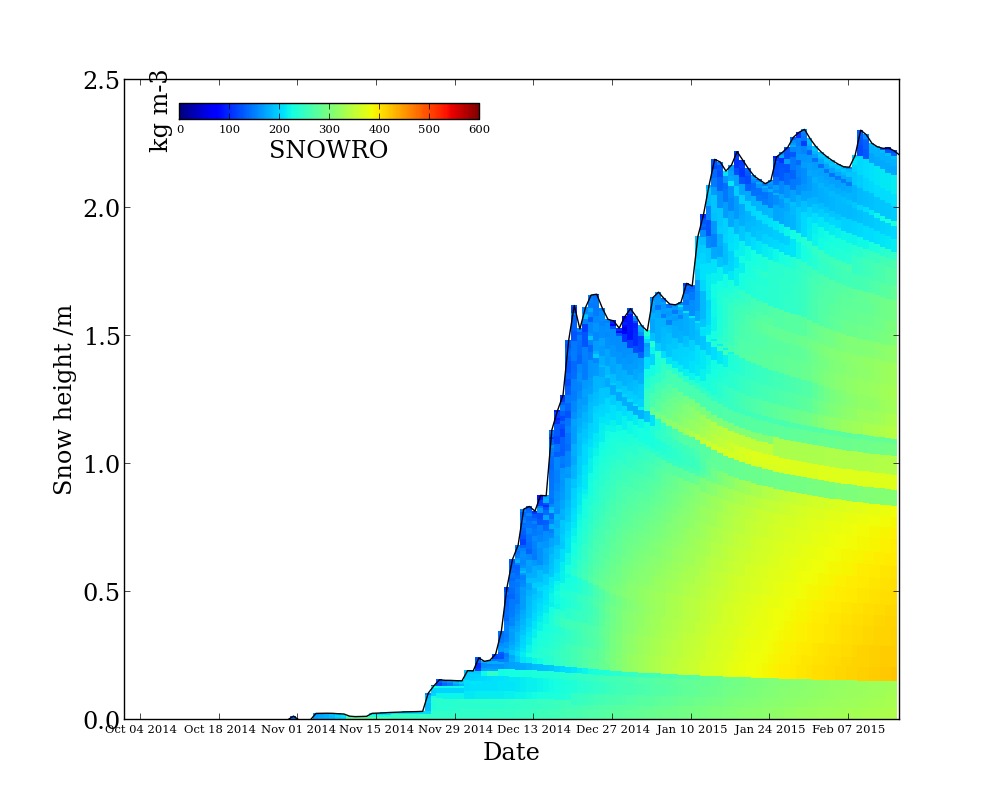 2.5
kg m-3
0 100 200 300 400 500 600
SNOWRO
2.0
1.5
Snow height /m
1.0
0.5
0.0
Oct 04 2014 Oct 18 2014 Nov 01 2014 Nov 15 2014 Nov 29 2014 Dec 13 2014 Dec 27 2014 Jan 10 2015 Jan 24 2015 Feb 07 2015
Date